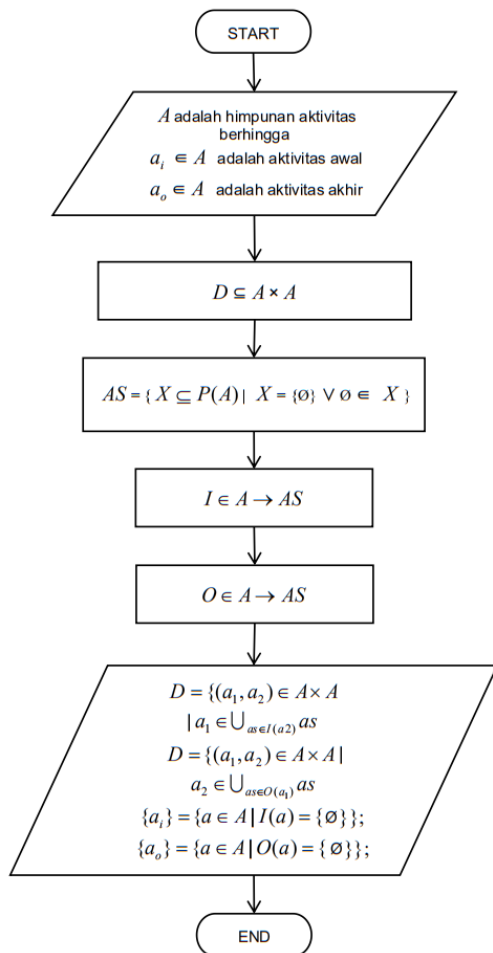 START
A adalah himpunan aktivitas
berhingga
aᵢ ∈ A adalah aktivitas awal
aₒ ∈ A adalah aktivitas akhir
D ⊆ A × A
AS = { X ⊆ P(A) | X = {∅} ∨ ∅ ∈ X }
I ∈ A → AS
O ∈ A → AS
D = {(a₁, a₂) ∈ A × A
| a₁ ∈ ⋃_{as∈I(a2)} as
D = {(a₁, a₂) ∈ A × A |
a₂ ∈ ⋃_{as∈O(a₁)} as
{aᵢ} = {a ∈ A | I(a) = {∅}};
{aₒ} = {a ∈ A | O(a) = {∅}};
END